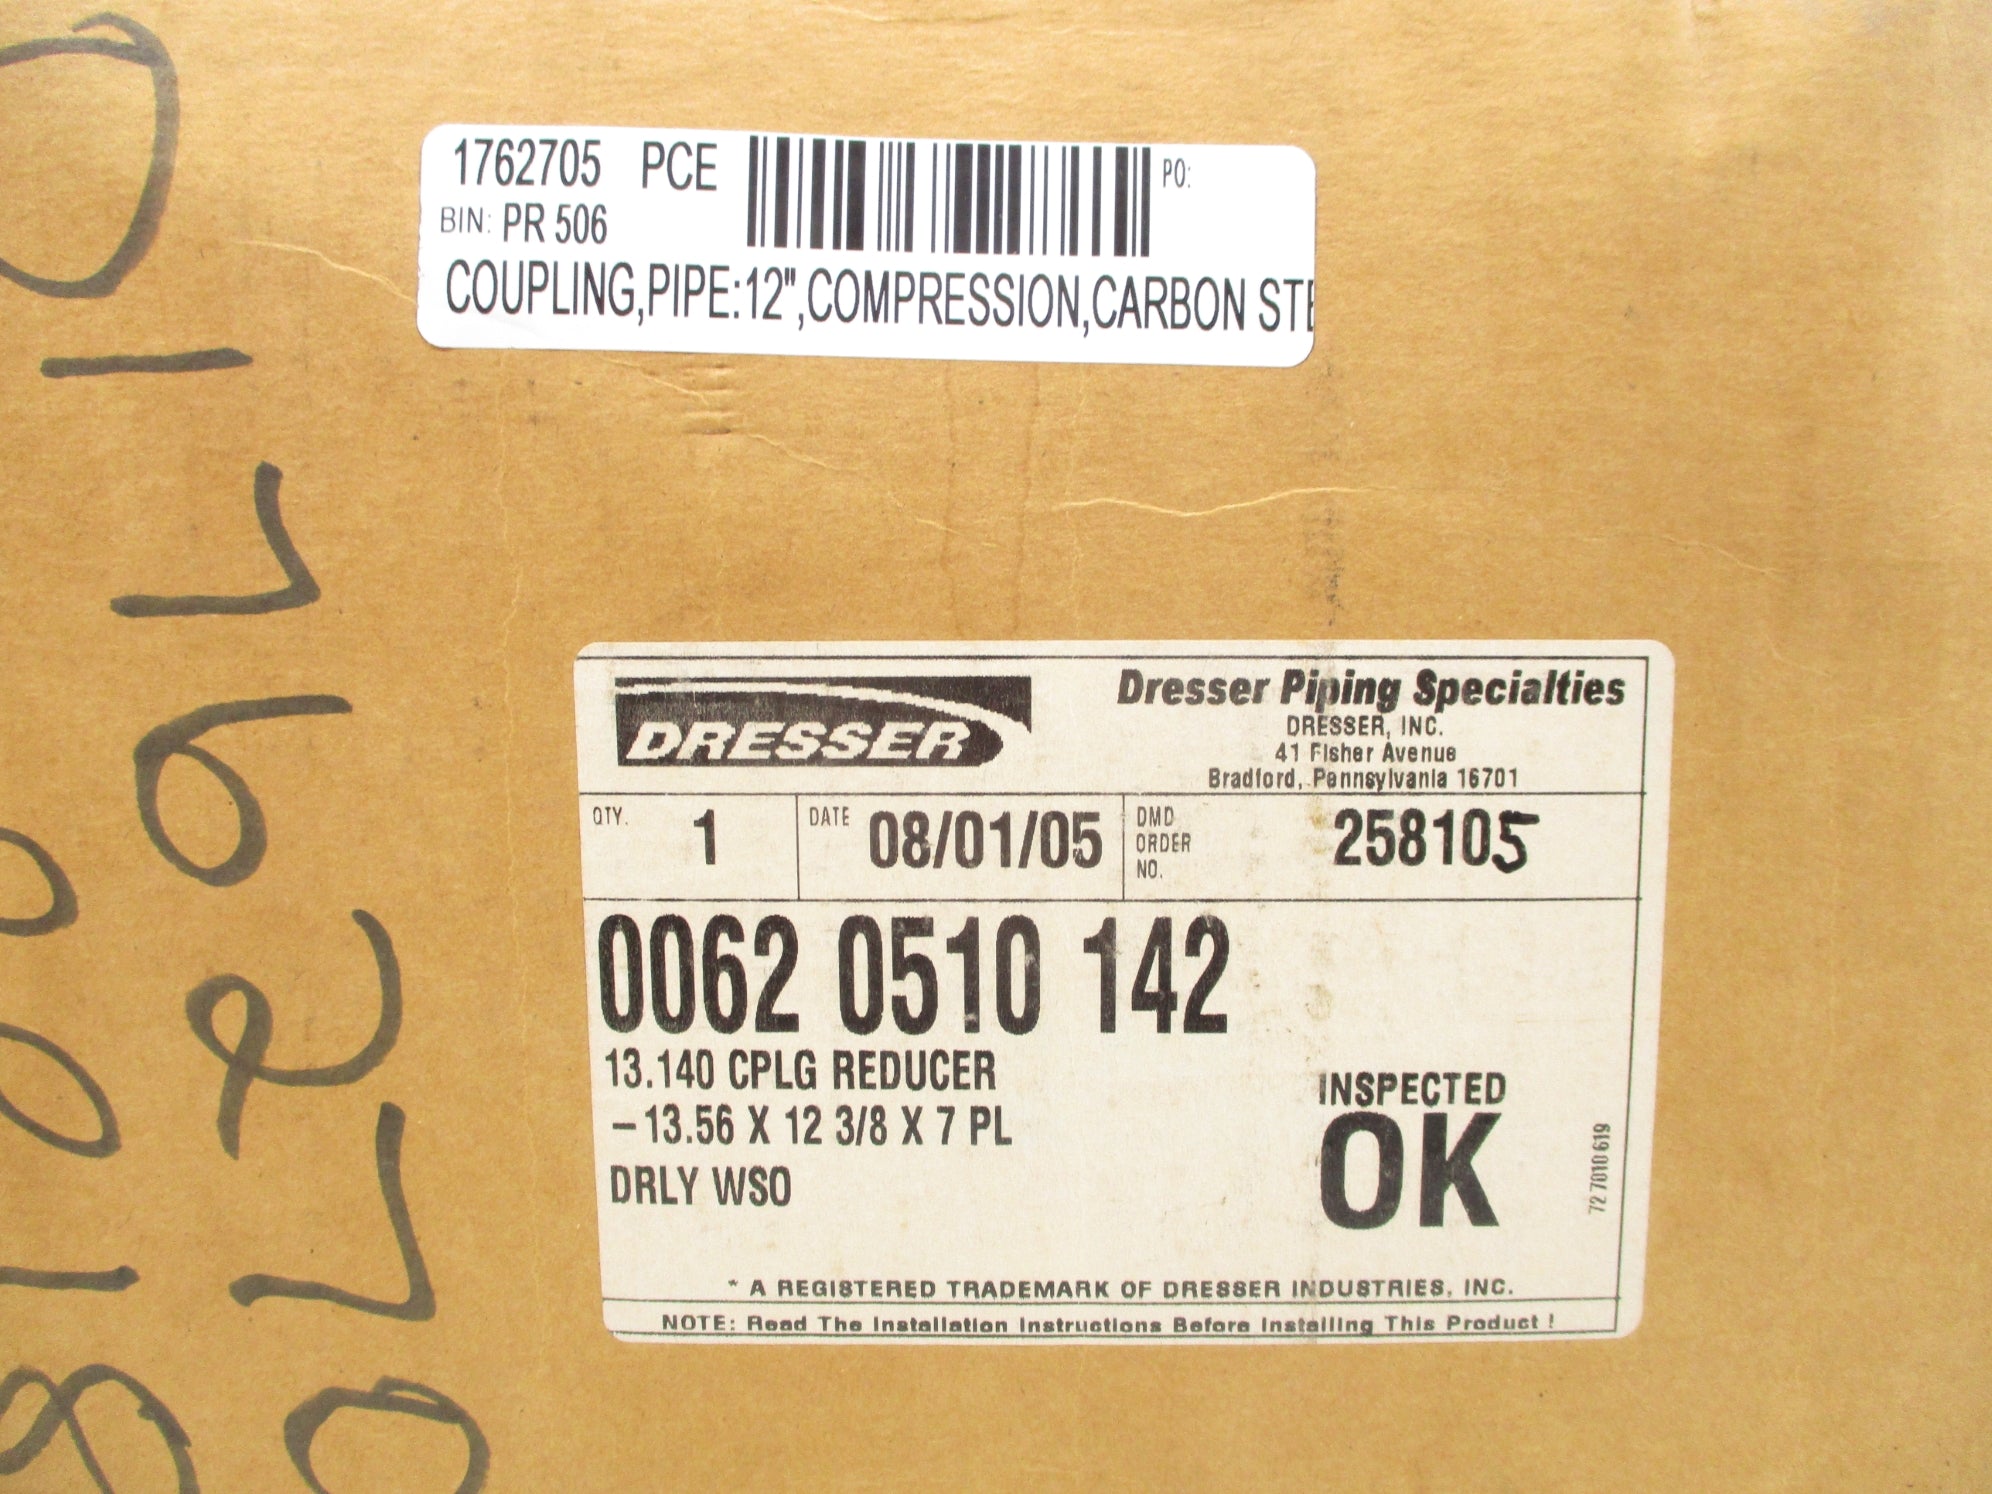 1762705 PCE PO:
BIN: PR 506
COUPLING,PIPE:12",COMPRESSION,CARBON STE
DRESSER
Dresser Piping Specialties
DRESSER, INC.
41 Fisher Avenue
Bradford, Pennsylvania 16701
QTY. 1 DATE 08/01/05 DMD ORDER NO. 258105
0062 0510 142
13.140 CPLG REDUCER
-13.56 X 12 3/8 X 7 PL
DRLY WSO
INSPECTED
OK
72 7010 619
* A REGISTERED TRADEMARK OF DRESSER INDUSTRIES, INC.
NOTE: Read The Installation Instructions Before Installing This Product !